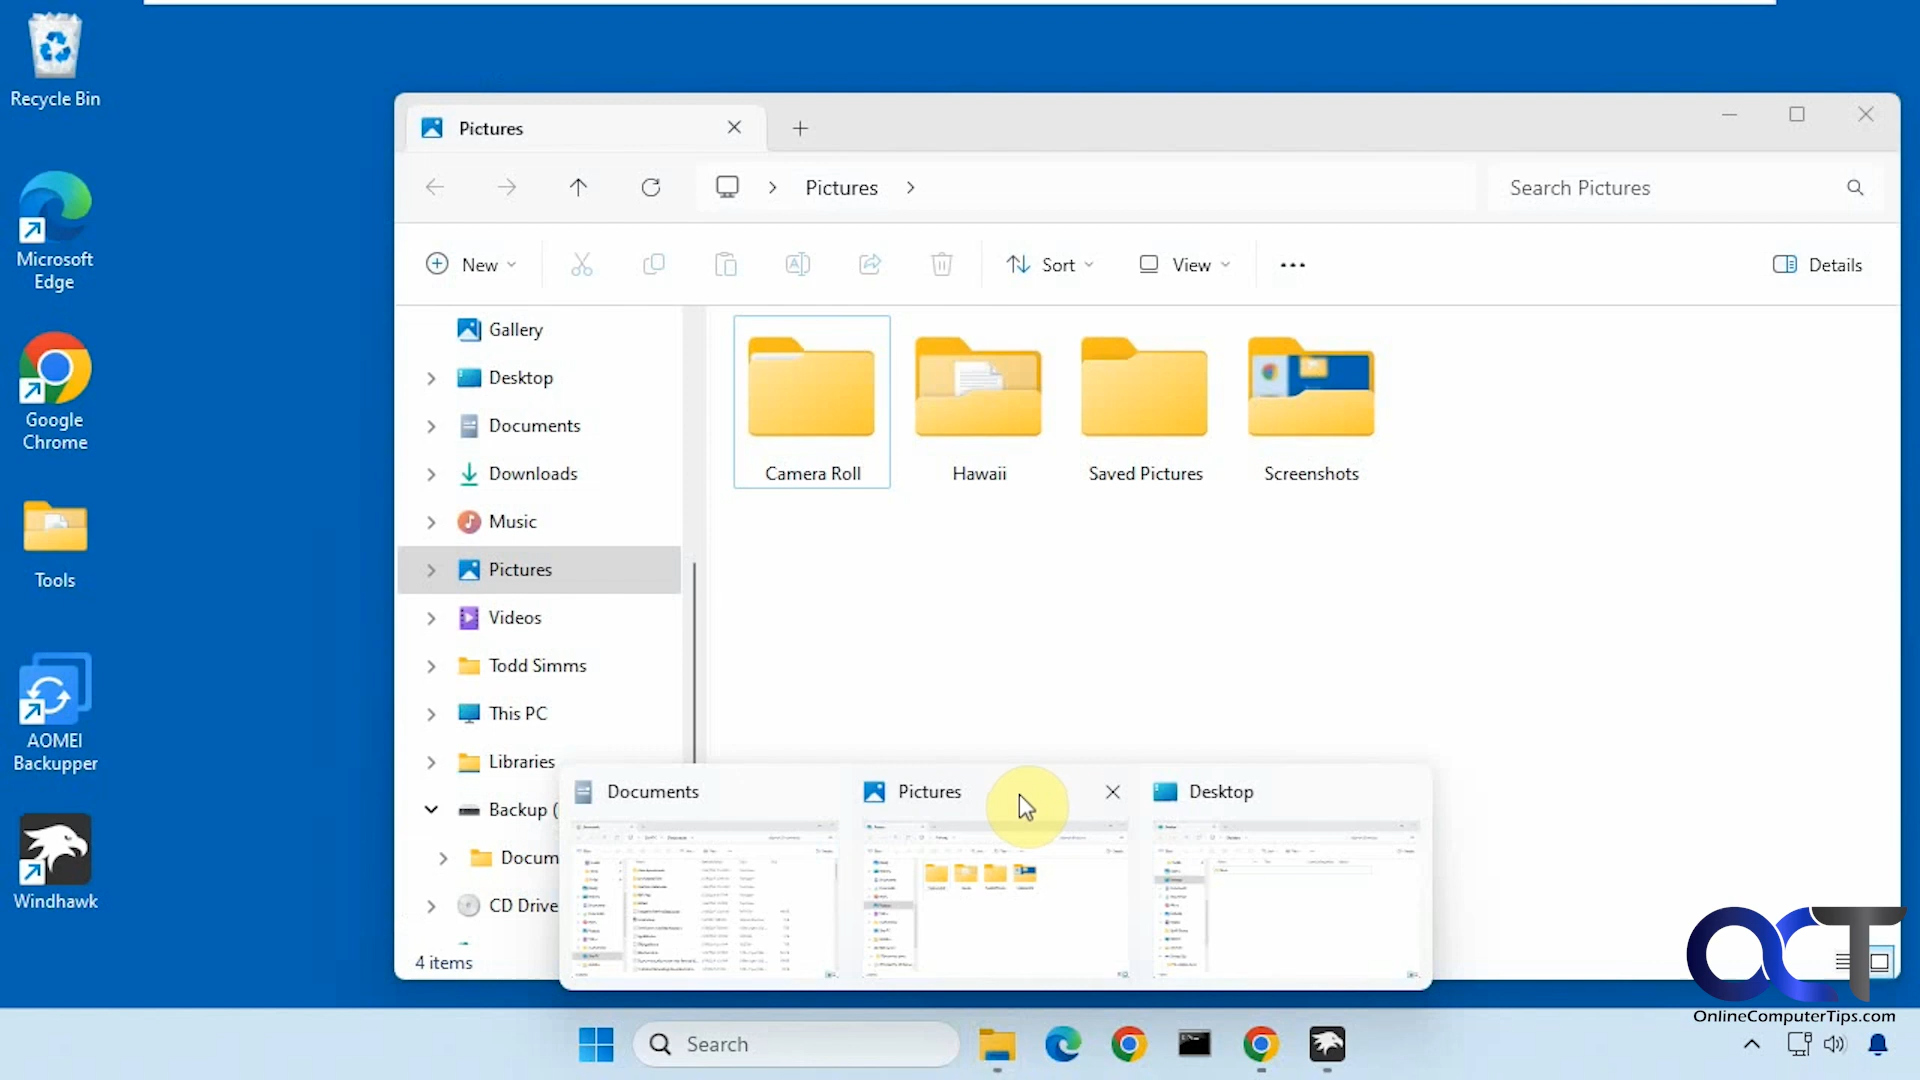 Recycle Bin
Microsoft
Edge
Google
Chrome
Tools
AOMEI
Backupper
Windhawk
Pictures
Pictures
Search Pictures
New
Sort
View
Details
Gallery
Desktop
Documents
Downloads
Music
Pictures
Videos
Todd Simms
This PC
Libraries
Backup (
Docum
CD Drive
4 items
Camera Roll
Hawaii
Saved Pictures
Screenshots
Documents
Pictures
Desktop
Search
OCT
OnlineComputerTips.com